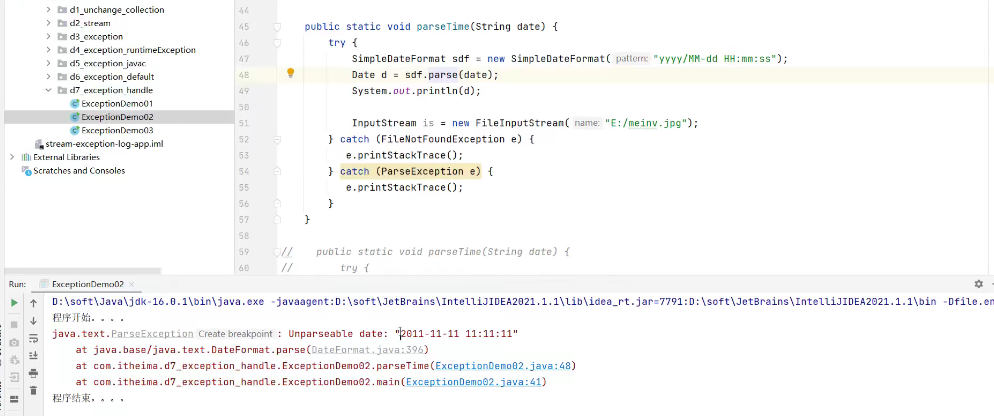 d1_unchange_collection
d2_stream
d3_exception
d4_exception_runtimeException
d5_exception_javac
d6_exception_default
d7_exception_handle
ExceptionDemo01
ExceptionDemo02
ExceptionDemo03
stream-exception-log-app.iml
External Libraries
Scratches and Consoles
44
45 public static void parseTime(String date) {
46 try {
47 SimpleDateFormat sdf = new SimpleDateFormat( pattern: "yyyy/MM-dd HH:mm:ss");
48 Date d = sdf.parse(date);
49 System.out.println(d);
50
51 InputStream is = new FileInputStream( name: "E:/meinv.jpg");
52 } catch (FileNotFoundException e) {
53 e.printStackTrace();
54 } catch (ParseException e) {
55 e.printStackTrace();
56 }
57 }
58
59 // public static void parseTime(String date) {
60 // try {
Run: ExceptionDemo02
D:\soft\Java\jdk-16.0.1\bin\java.exe -javaagent:D:\soft\JetBrains\IntelliJIDEA2021.1.1\lib\idea_rt.jar=7791:D:\soft\JetBrains\IntelliJIDEA2021.1.1\bin -Dfile.en
程序开始。。。。
java.text.ParseException Create breakpoint : Unparseable date: "2011-11-11 11:11:11"
at java.base/java.text.DateFormat.parse(DateFormat.java:396)
at com.itheima.d7_exception_handle.ExceptionDemo02.parseTime(ExceptionDemo02.java:48)
at com.itheima.d7_exception_handle.ExceptionDemo02.main(ExceptionDemo02.java:41)
程序结束。。。。